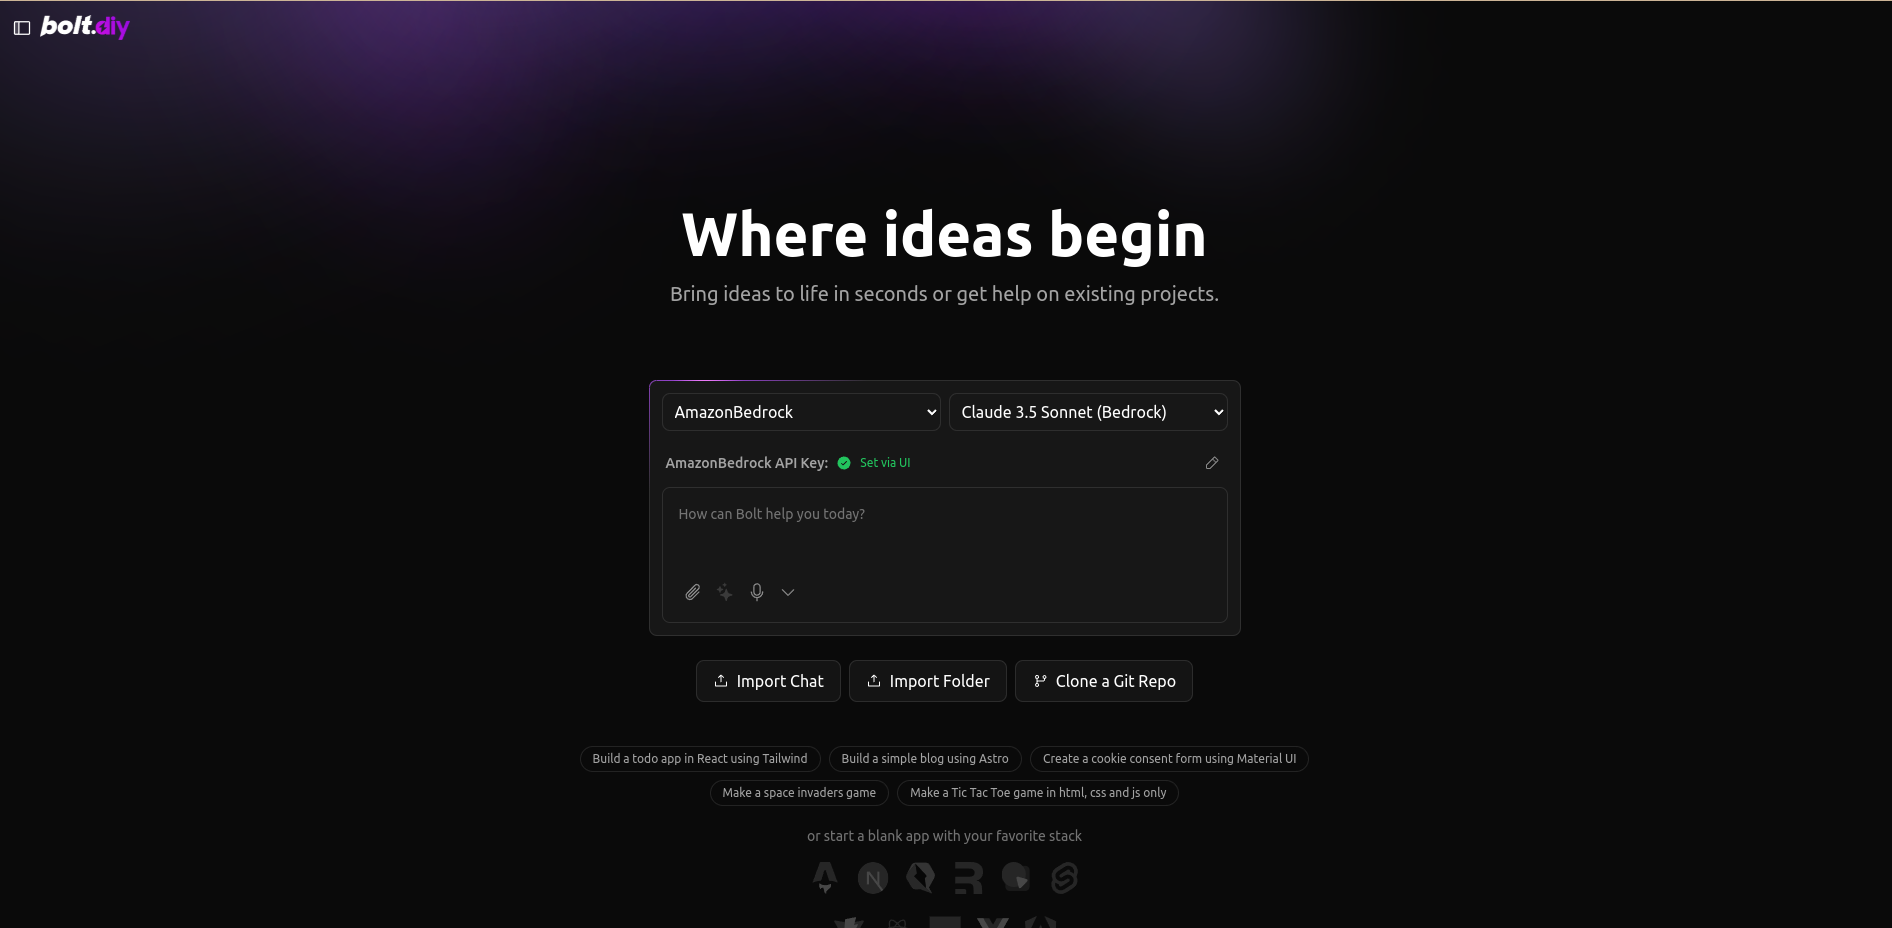 bolt.diy
Where ideas begin
Bring ideas to life in seconds or get help on existing projects.
AmazonBedrock Claude 3.5 Sonnet (Bedrock)
AmazonBedrock API Key: Set via UI
How can Bolt help you today?
Import Chat Import Folder Clone a Git Repo
Build a todo app in React using Tailwind Build a simple blog using Astro Create a cookie consent form using Material UI
Make a space invaders game Make a Tic Tac Toe game in html, css and js only
or start a blank app with your favorite stack